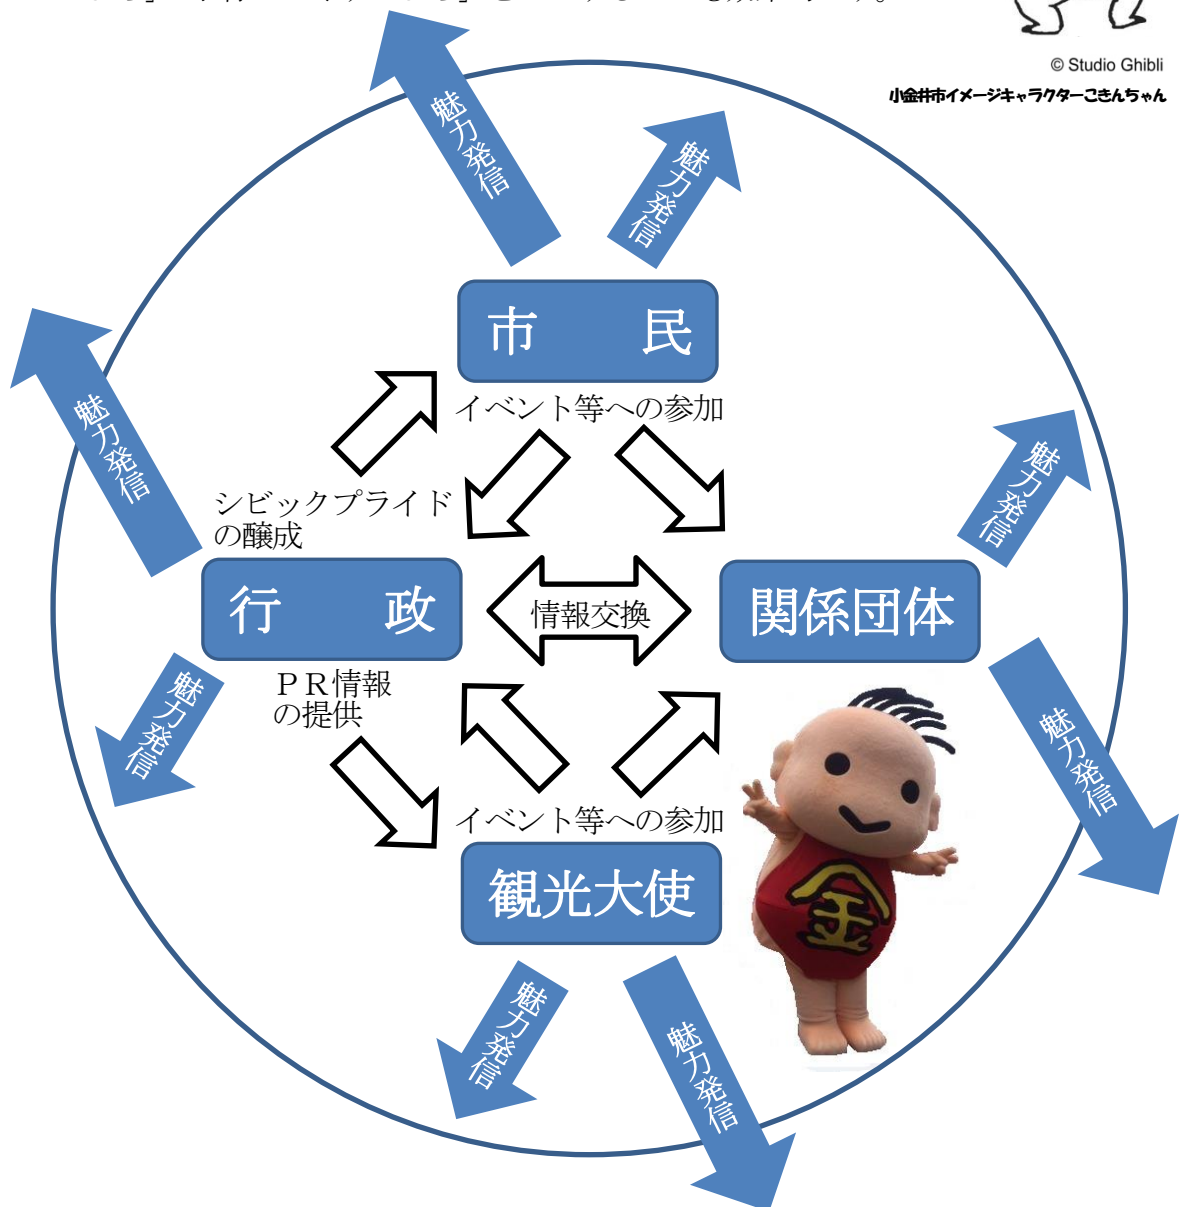 © Studio Ghibli
小金井市イメージキャラクターこきんちゃん
魅力発信
魅力発信
市　　民
イベント等への参加
魅力発信
魅力発信
シビックプライド
の醸成
行　　政
情報交換
関係団体
ＰＲ情報
の提供
魅力発信
魅力発信
イベント等への参加
観光大使
金
魅力発信
魅力発信